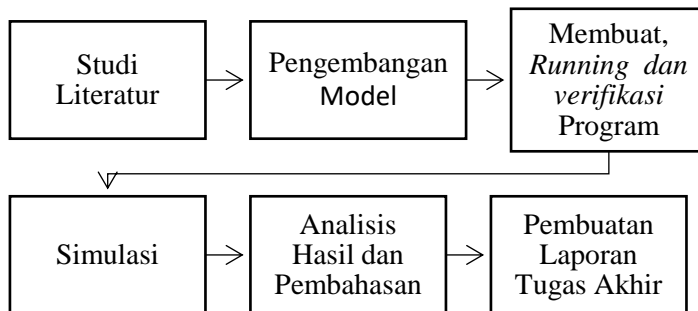 Studi
Literatur
Pengembangan
Model
Membuat,
Running dan
verifikasi
Program
Simulasi
Analisis
Hasil dan
Pembahasan
Pembuatan
Laporan
Tugas Akhir